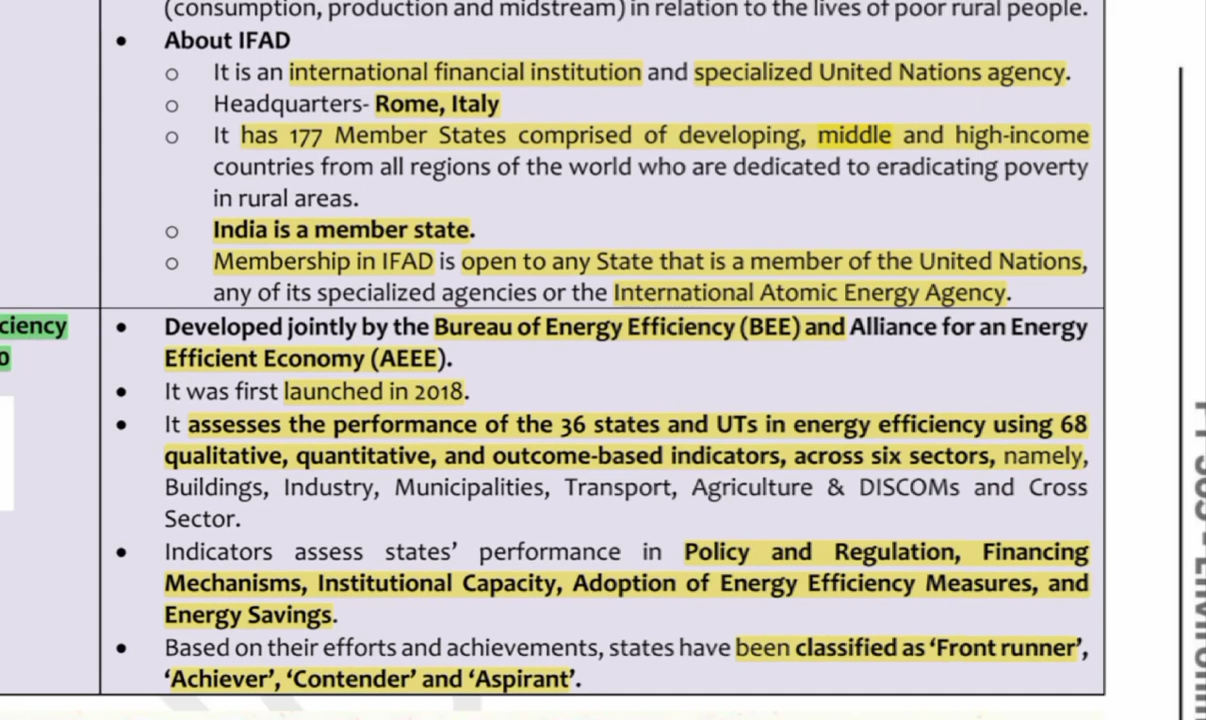 (consumption, production and midstream) in relation to the lives of poor rural people.
• About IFAD
o It is an international financial institution and specialized United Nations agency.
o Headquarters- Rome, Italy
o It has 177 Member States comprised of developing, middle and high-income
countries from all regions of the world who are dedicated to eradicating poverty
in rural areas.
o India is a member state.
o Membership in IFAD is open to any State that is a member of the United Nations,
any of its specialized agencies or the International Atomic Energy Agency.
ciency
0
• Developed jointly by the Bureau of Energy Efficiency (BEE) and Alliance for an Energy
Efficient Economy (AEEE).
• It was first launched in 2018.
• It assesses the performance of the 36 states and UTs in energy efficiency using 68
qualitative, quantitative, and outcome-based indicators, across six sectors, namely,
Buildings, Industry, Municipalities, Transport, Agriculture & DISCOMs and Cross
Sector.
• Indicators assess states' performance in Policy and Regulation, Financing
Mechanisms, Institutional Capacity, Adoption of Energy Efficiency Measures, and
Energy Savings.
• Based on their efforts and achievements, states have been classified as 'Front runner',
'Achiever', 'Contender' and 'Aspirant'.